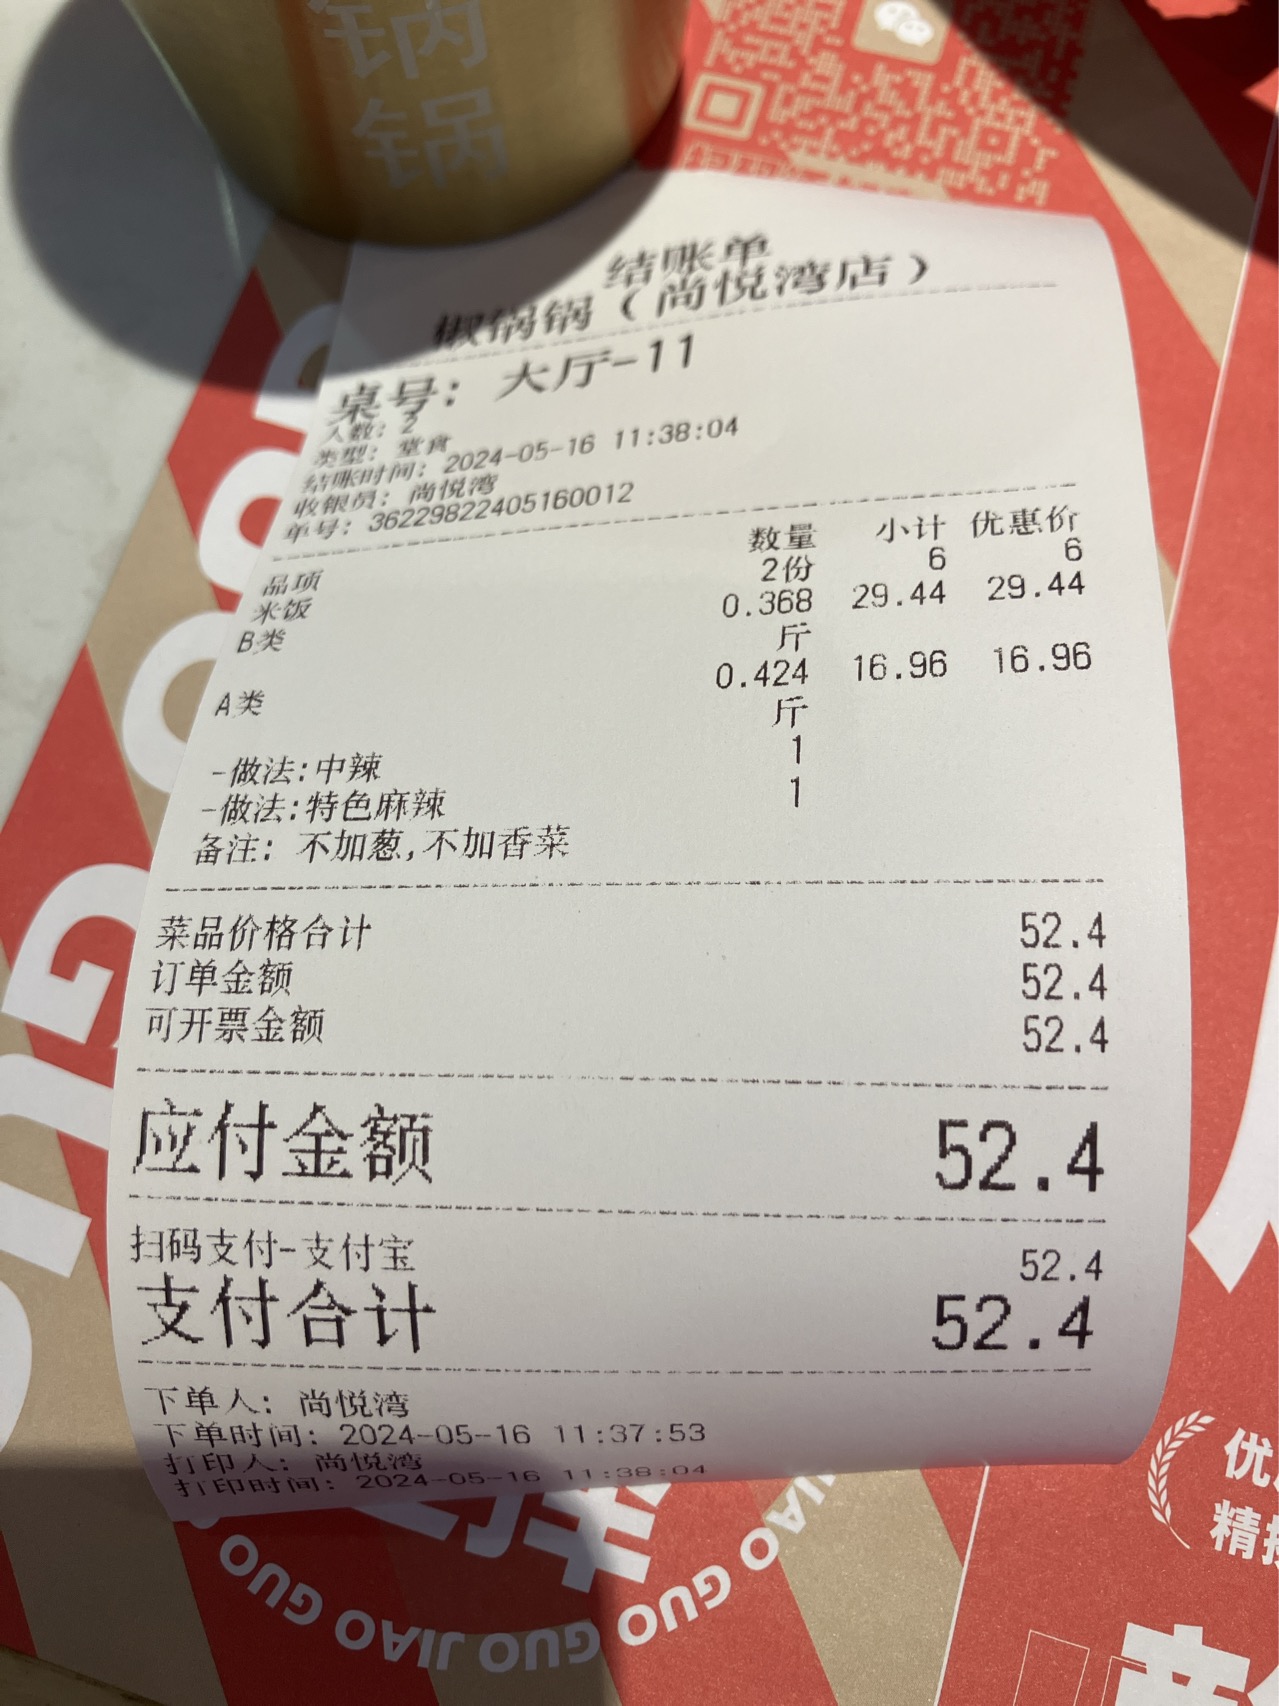 锅
锅
结账单
椒锅锅（尚悦湾店）
桌号: 大厅-11
人数: 2
类型: 堂食
结账时间: 2024-05-16 11:38:04
收银员: 尚悦湾
单号: 36229822405160012
品项 数量 小计 优惠价
米饭 2份 6 6
B类 0.368 29.44 29.44
斤
A类 0.424 16.96 16.96
斤
-做法:中辣 1
-做法:特色麻辣 1
备注: 不加葱,不加香菜
菜品价格合计 52.4
订单金额 52.4
可开票金额 52.4
应付金额 52.4
扫码支付-支付宝 52.4
支付合计 52.4
下单人: 尚悦湾
下单时间: 2024-05-16 11:37:53
打印人: 尚悦湾
打印时间: 2024-05-16 11:38:04
GUO JIAO GUO GUO JIAO
优
精